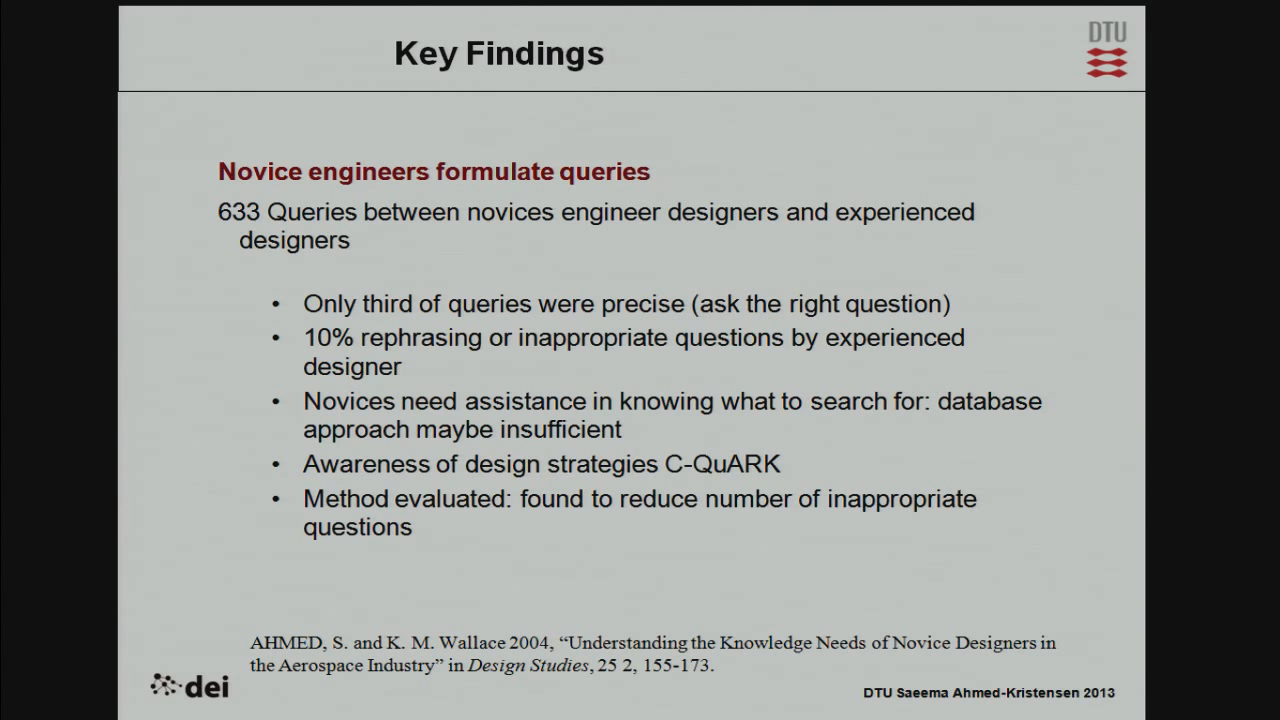 Key Findings
DTU
Novice engineers formulate queries
633 Queries between novices engineer designers and experienced
designers
• Only third of queries were precise (ask the right question)
• 10% rephrasing or inappropriate questions by experienced
designer
• Novices need assistance in knowing what to search for: database
approach maybe insufficient
• Awareness of design strategies C-QuARK
• Method evaluated: found to reduce number of inappropriate
questions
AHMED, S. and K. M. Wallace 2004, “Understanding the Knowledge Needs of Novice Designers in
the Aerospace Industry” in Design Studies, 25 2, 155-173.
dei
DTU Saeema Ahmed-Kristensen 2013